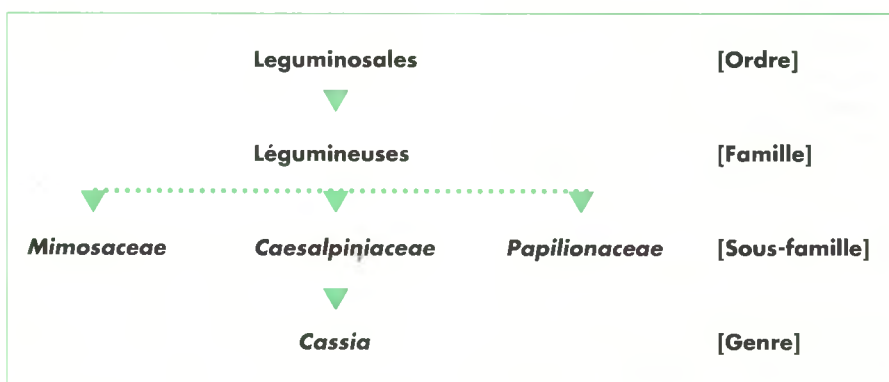 Leguminosales [Ordre]
Légumineuses [Famille]
Mimosaceae Caesalpiniaceae Papilionaceae [Sous-famille]
Cassia [Genre]